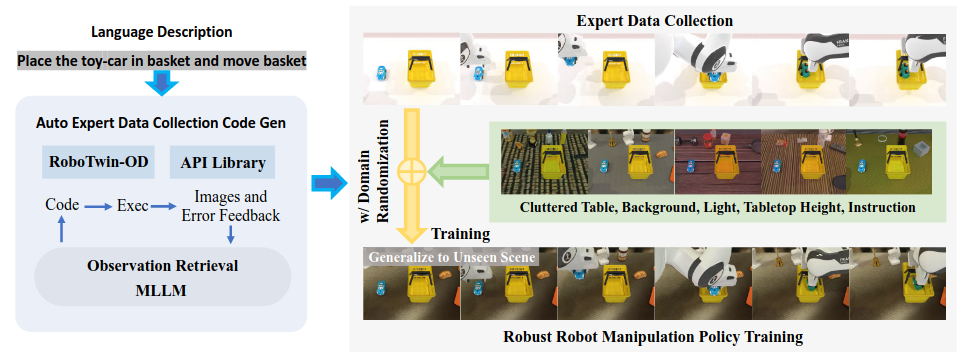 Language Description
Place the toy-car in basket and move basket
Auto Expert Data Collection Code Gen
RoboTwin-OD
API Library
Code
Exec
Images and
Error Feedback
Observation Retrieval
MLLM
Expert Data Collection
w/ Domain
Randomization
Cluttered Table, Background, Light, Tabletop Height, Instruction
Training
Generalize to Unseen Scene
Robust Robot Manipulation Policy Training